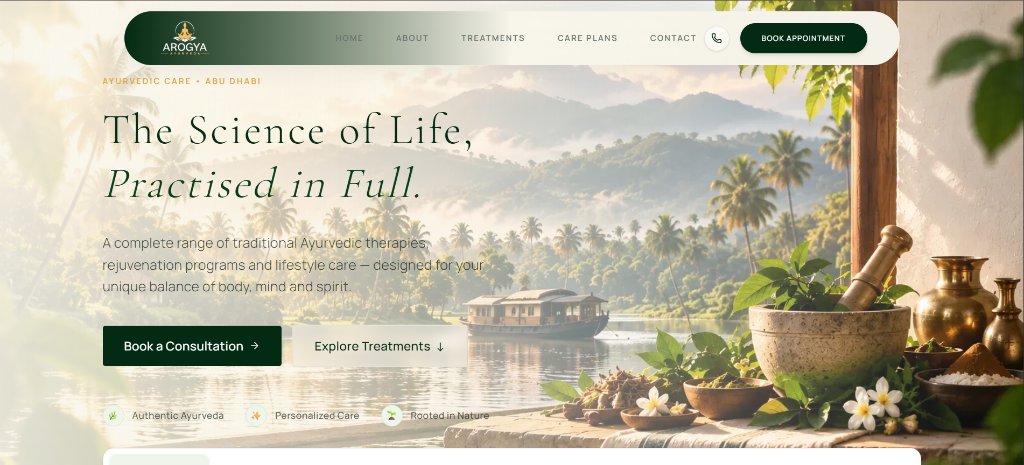 AROGYA
AYURVEDA
HOME
ABOUT
TREATMENTS
CARE PLANS
CONTACT
BOOK APPOINTMENT
AYURVEDIC CARE • ABU DHABI
The Science of Life,
Practised in Full.
A complete range of traditional Ayurvedic therapies,
rejuvenation programs and lifestyle care — designed for your
unique balance of body, mind and spirit.
Book a Consultation →
Explore Treatments ↓
Authentic Ayurveda
Personalized Care
Rooted in Nature